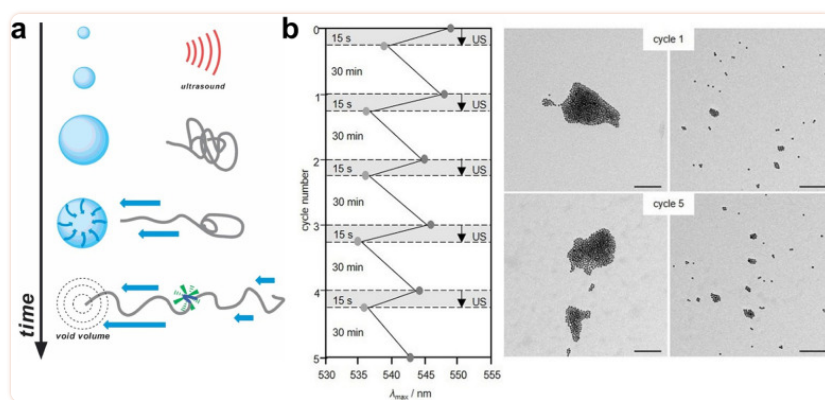 a
ultrasound
void volume
time
b
0
15 s
US
30 min
1
15 s
US
30 min
2
15 s
US
30 min
3
15 s
US
30 min
4
15 s
US
30 min
5
cycle number
530 535 540 545 550 555
λmax / nm
cycle 1
cycle 5